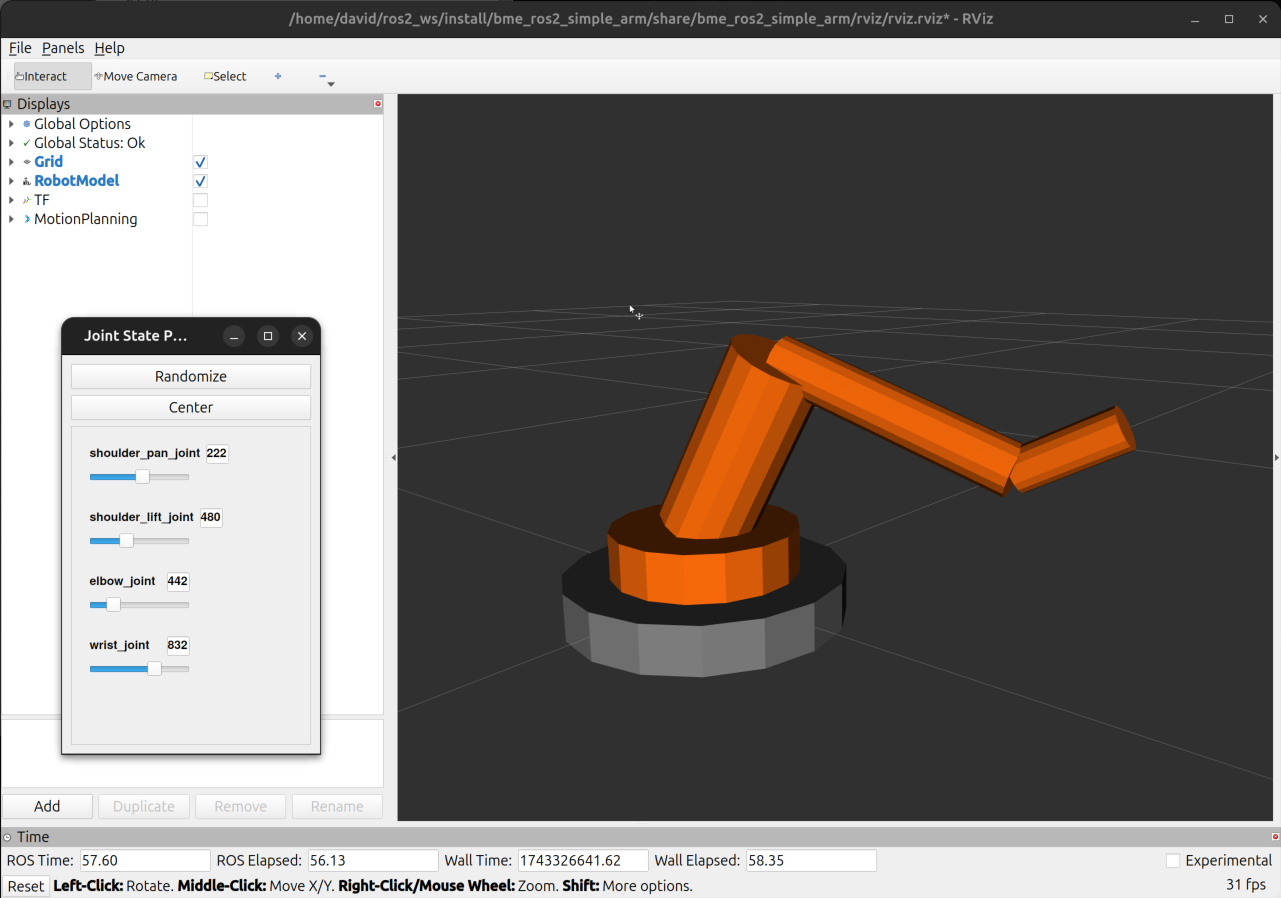 /home/david/ros2_ws/install/bme_ros2_simple_arm/share/bme_ros2_simple_arm/rviz/rviz.rviz* - RViz
File Panels Help
Interact Move Camera Select
Displays
Global Options
Global Status: Ok
Grid
RobotModel
TF
MotionPlanning
Joint State P...
Randomize
Center
shoulder_pan_joint 222
shoulder_lift_joint 480
elbow_joint 442
wrist_joint 832
Add Duplicate Remove Rename
Time
ROS Time: 57.60 ROS Elapsed: 56.13 Wall Time: 1743326641.62 Wall Elapsed: 58.35 Experimental
Reset Left-Click: Rotate. Middle-Click: Move X/Y. Right-Click/Mouse Wheel: Zoom. Shift: More options. 31 fps